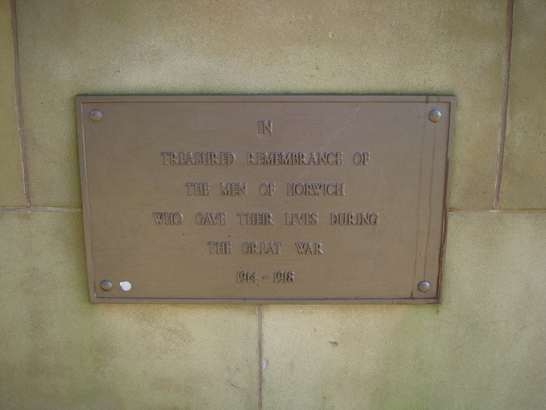 IN
TREASURED REMEMBRANCE OF
THE MEN OF HORWICH
WHO GAVE THEIR LIVES DURING
THE GREAT WAR
1914 - 1918